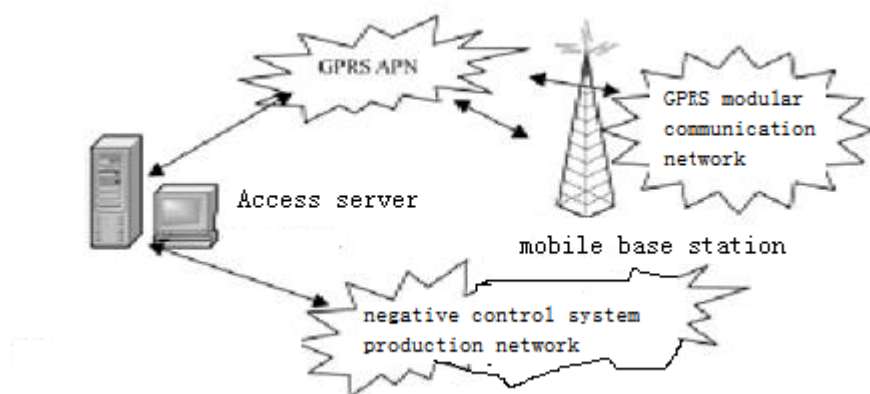 GPRS APN
GPRS modular
communication
network
Access server
mobile base station
negative control system
production network